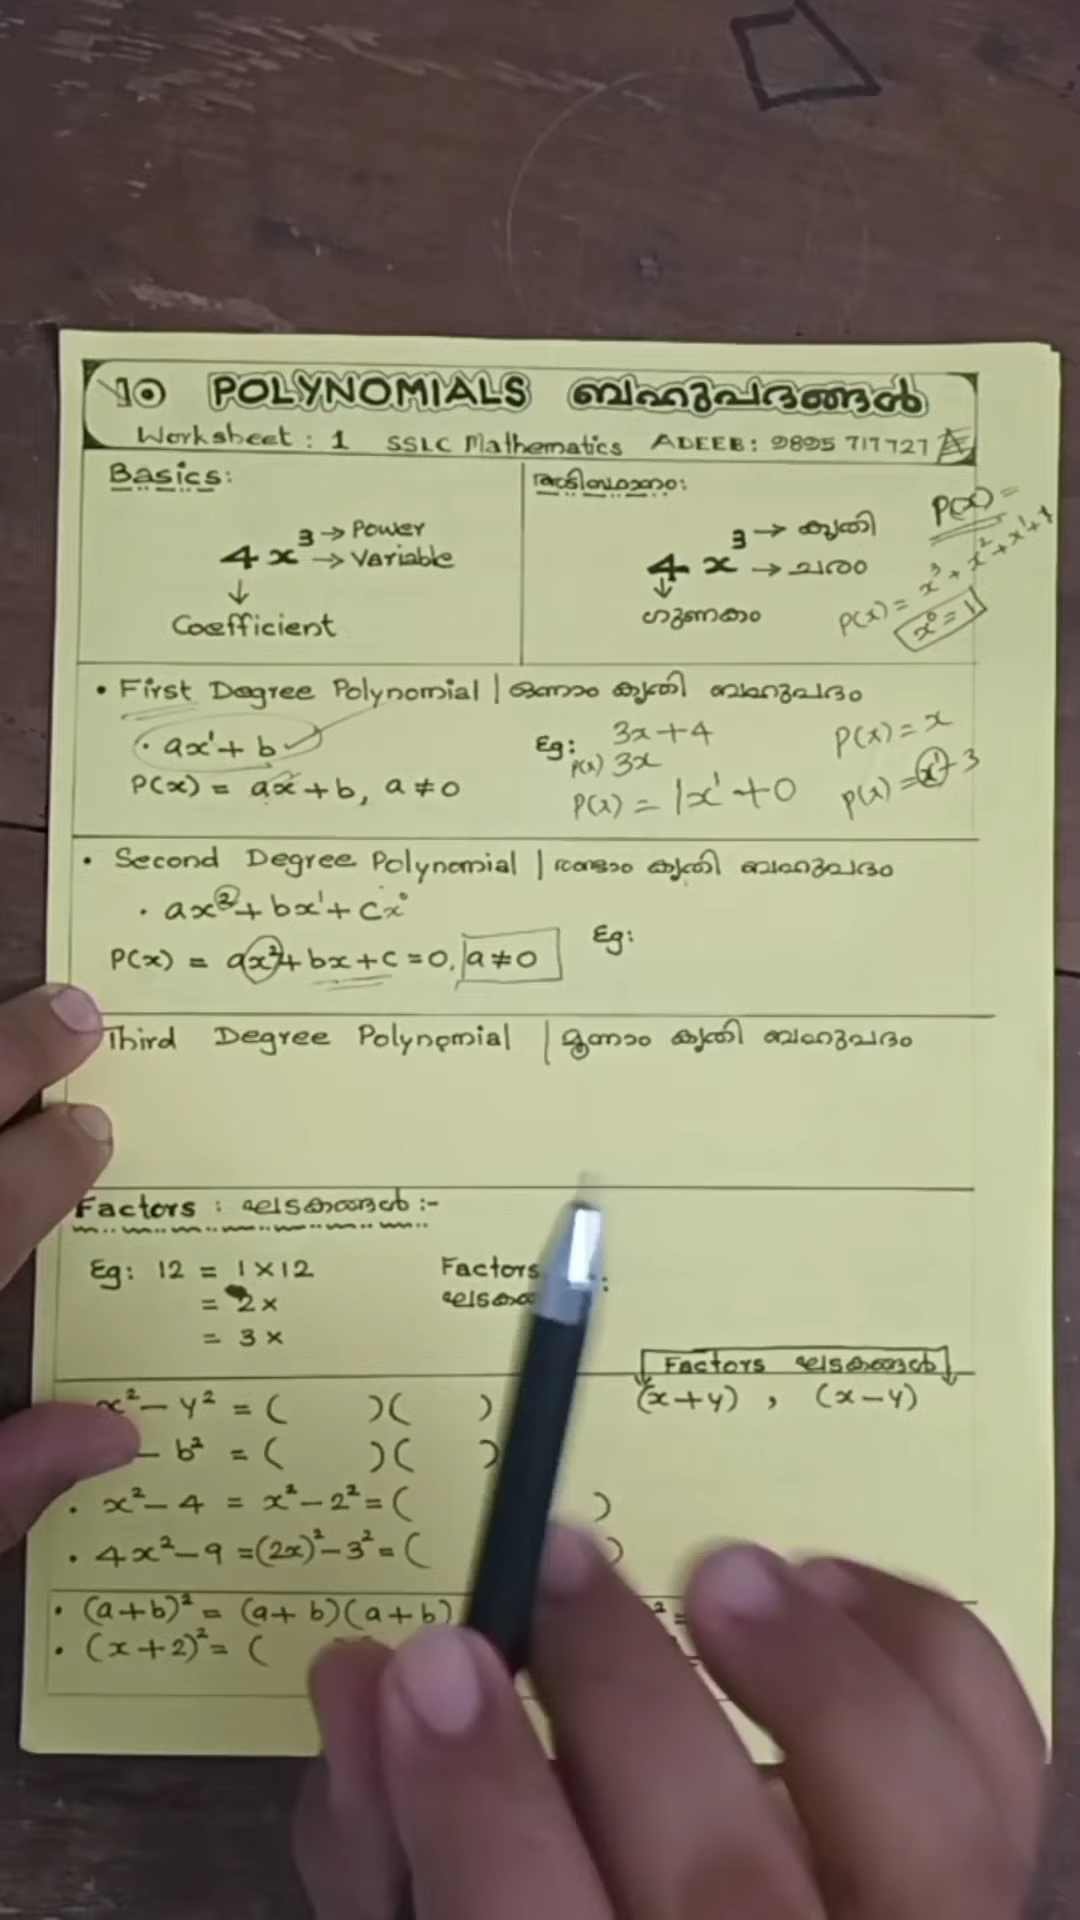 10 POLYNOMIALS ബഹുപദങ്ങൾ
Worksheet : 1 SSLC Mathematics ADEEB: 9895 717727
Basics:
3 → Power
4 x → Variable
Coefficient
അടിസ്ഥാനം:
3 → കൃതി
4 x → ചരം
ഗുണകം
P(x) =
P(x) = x³ + x² + x¹ + 1
x⁰ = 1
• First Degree Polynomial | ഒന്നാം കൃതി ബഹുപദം
· ax¹ + b
P(x) = ax + b, a ≠ 0
Eg: 3x + 4
P(x) 3x
P(x) = 1x¹ + 0
P(x) = x
P(x) = x¹ - 3
• Second Degree Polynomial | രണ്ടാം കൃതി ബഹുപദം
· ax² + bx¹ + cx⁰
P(x) = ax² + bx + c = 0, a ≠ 0
Eg:
Third Degree Polynomial | മൂന്നാം കൃതി ബഹുപദം
Factors : ഘടകങ്ങൾ :-
Eg: 12 = 1 × 12
= 2 ×
= 3 ×
Factors
:
Factors ഘടകങ്ങൾ
(x + y) , (x - y)
x² - y² = ( )( )
- b² = ( )( )
· x² - 4 = x² - 2² = ( )
· 4x² - 9 = (2x)² - 3² = ( )
· (a + b)² = (a + b)(a + b)
· (x + 2)² = (